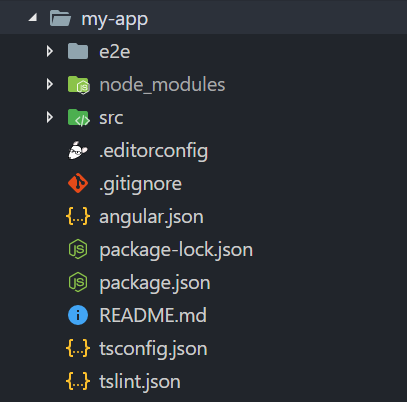 my-app
e2e
node_modules
src
.editorconfig
.gitignore
angular.json
package-lock.json
package.json
README.md
tsconfig.json
tslint.json